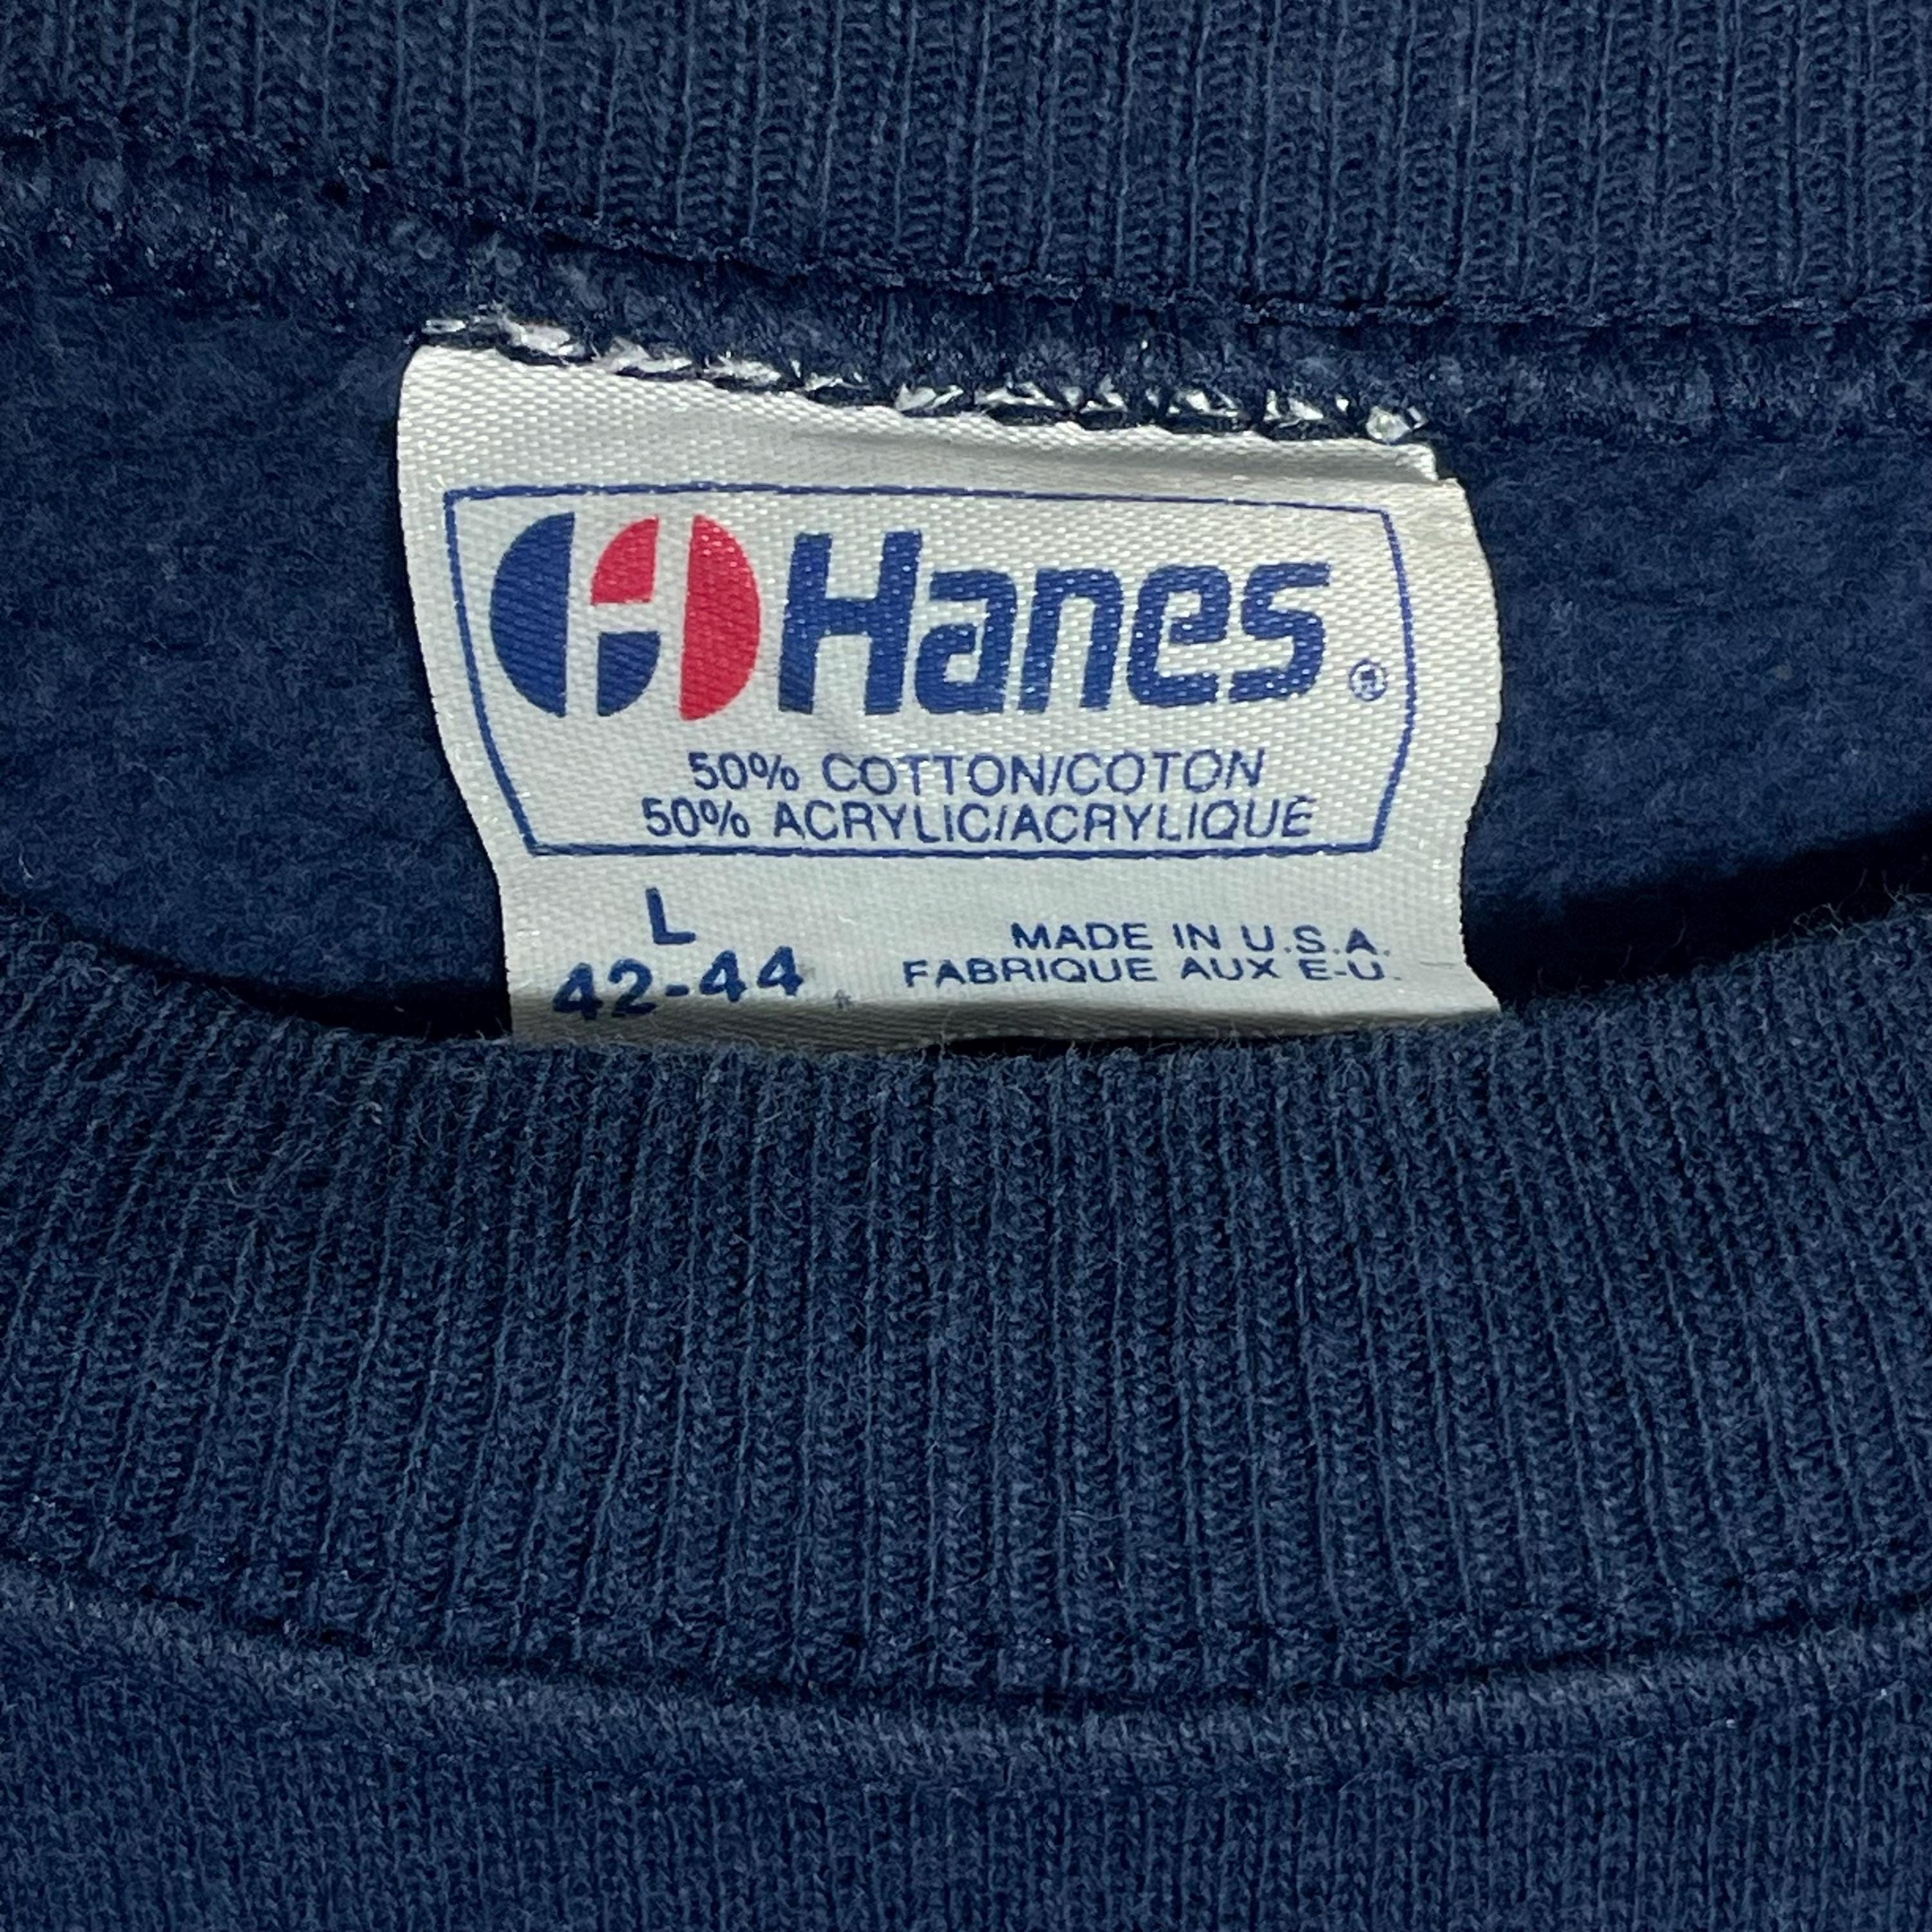 Hanes®
50% COTTON/COTON
50% ACRYLIC/ACRYLIQUE
L
42-44
MADE IN U.S.A.
FABRIQUE AUX E-U.